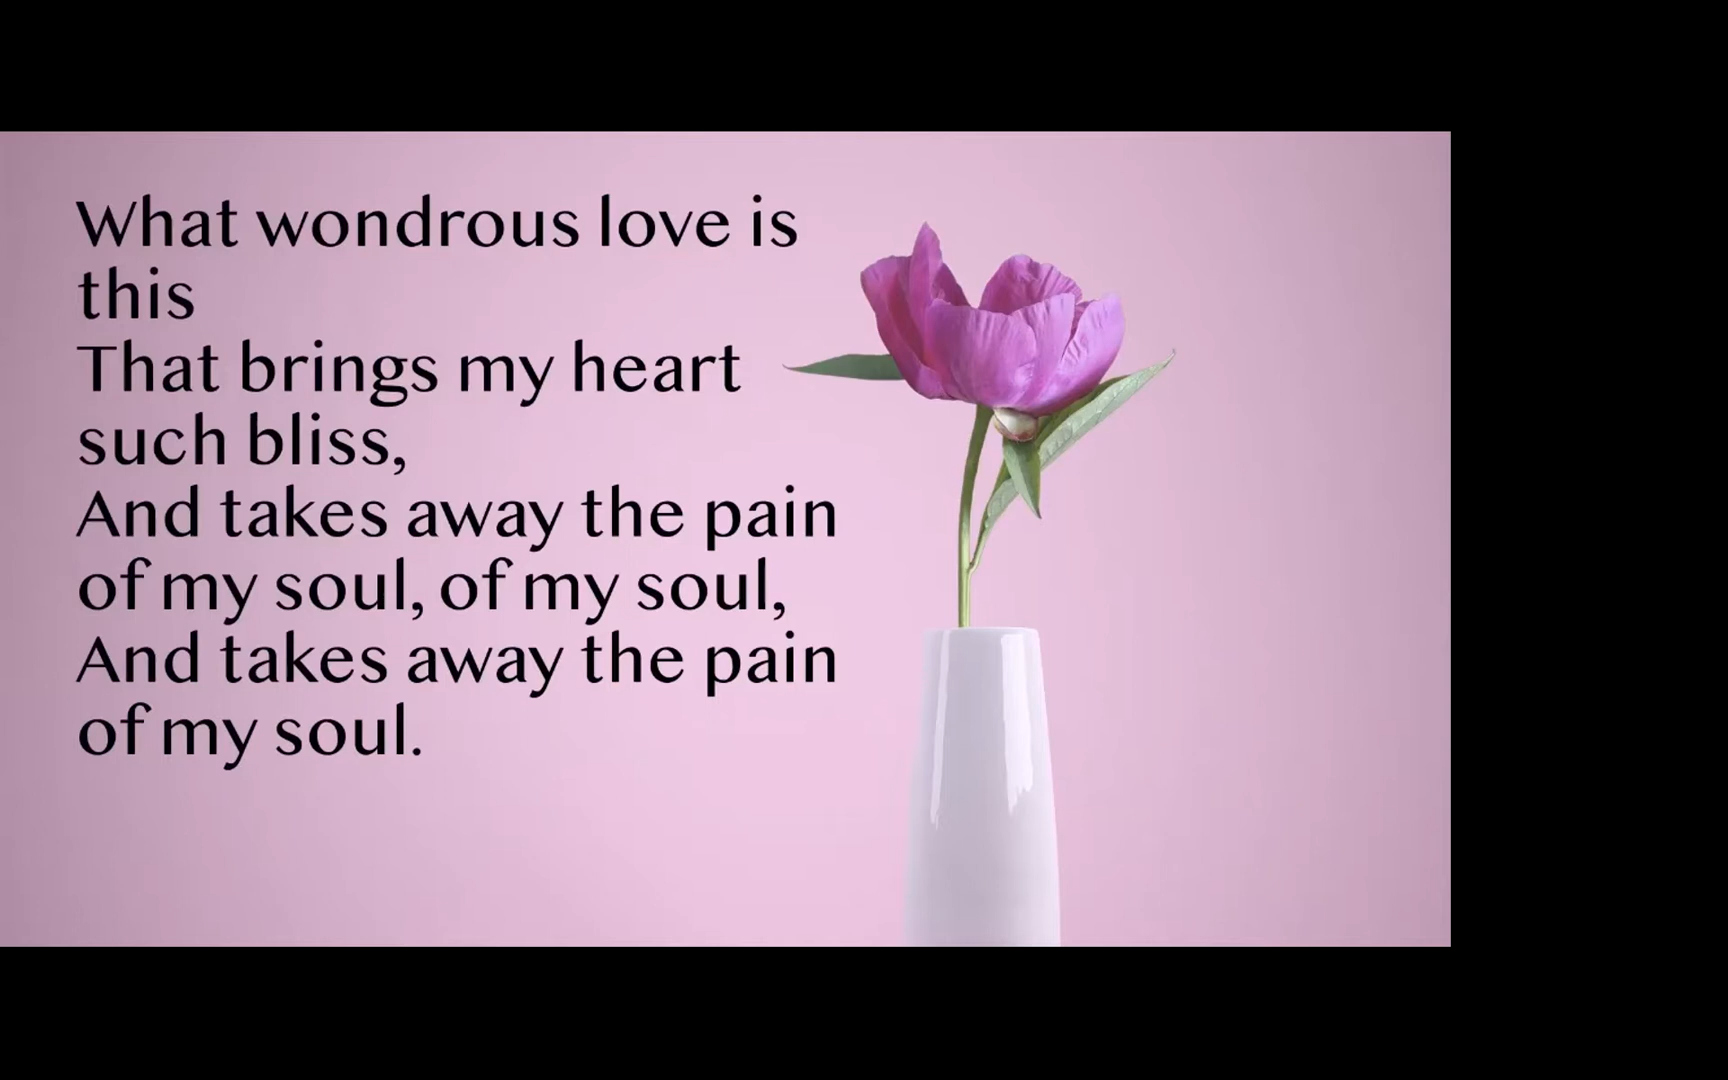 What wondrous love is
this
That brings my heart
such bliss,
And takes away the pain
of my soul, of my soul,
And takes away the pain
of my soul.